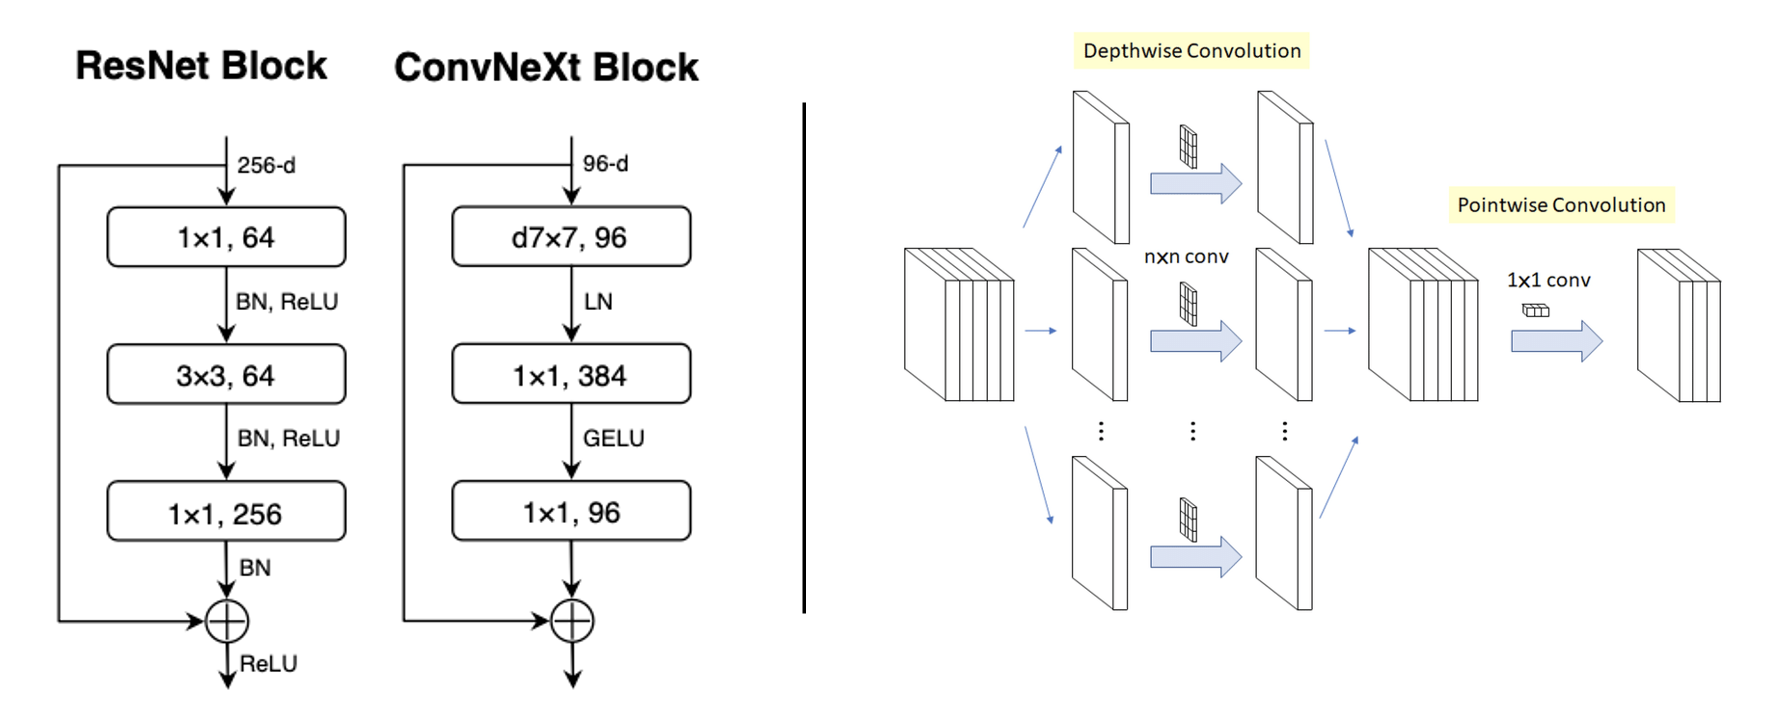 ResNet Block
256-d
1×1, 64
BN, ReLU
3×3, 64
BN, ReLU
1×1, 256
BN
ReLU
ConvNeXt Block
96-d
d7×7, 96
LN
1×1, 384
GELU
1×1, 96
Depthwise Convolution
nxn conv
Pointwise Convolution
1x1 conv